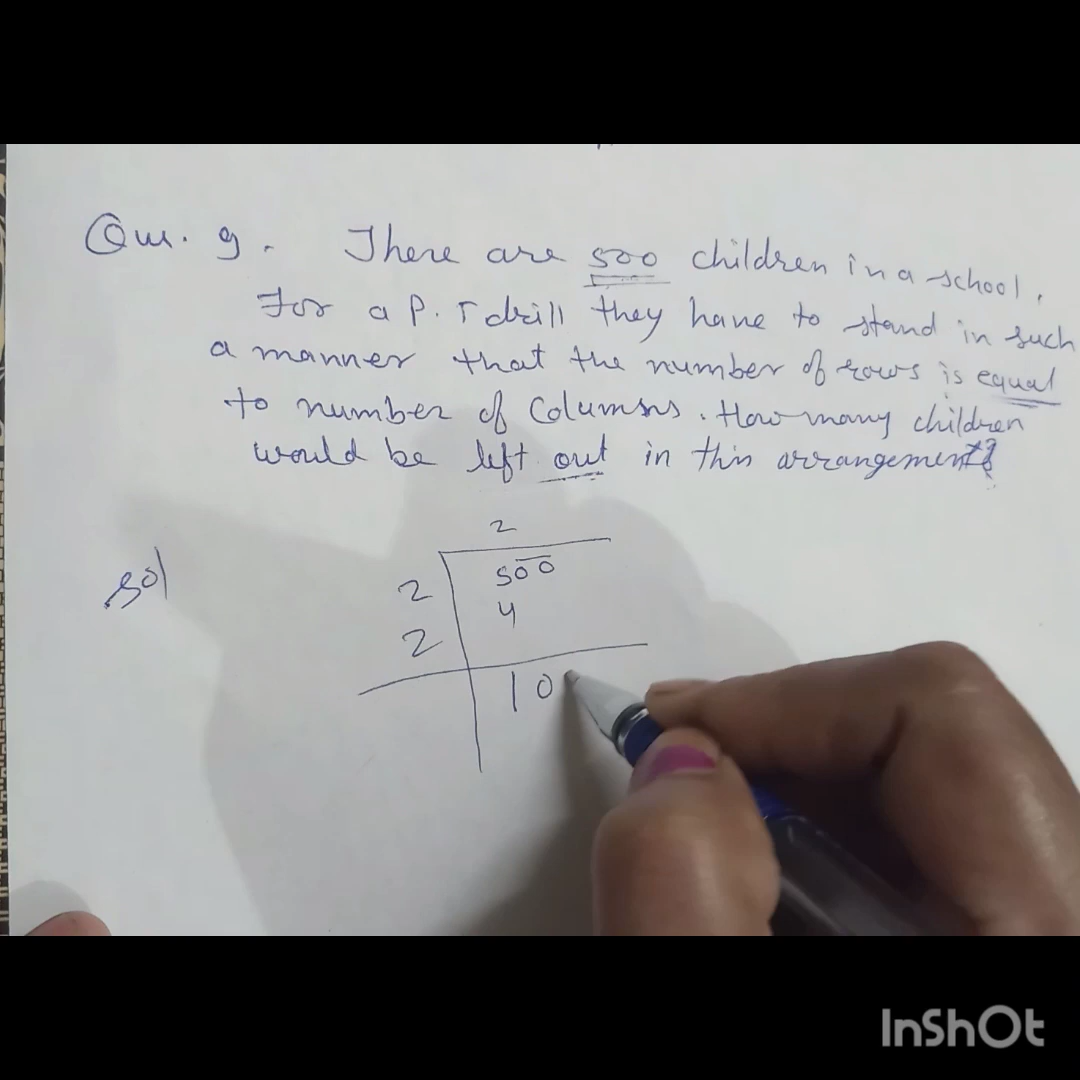 Que. 9. There are 500 children in a school.
For a P.T drill they have to stand in such
a manner that the number of rows is equal
to number of Columsns. How many children
would be left out in this arrangement?
2
sol
2 500
2 4
10
InShOt